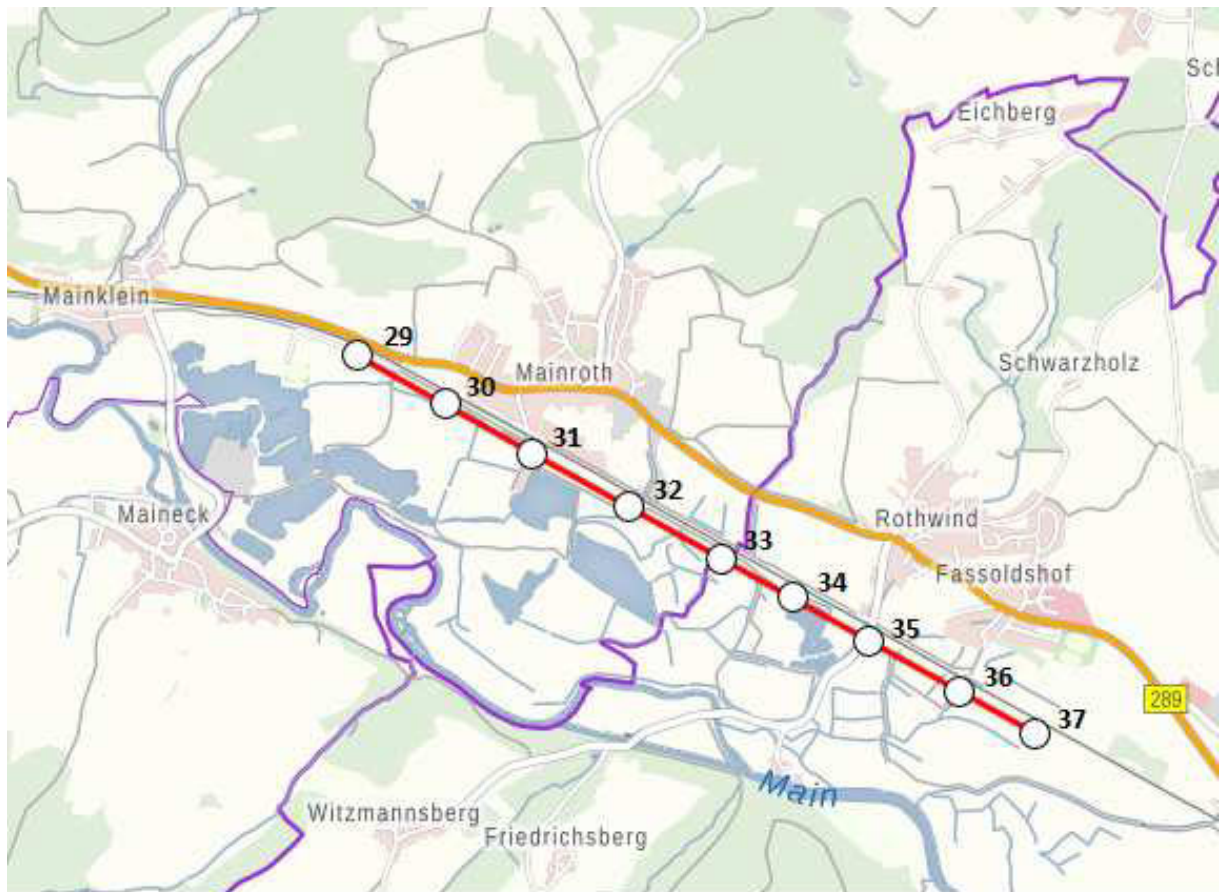 Sch
Eichberg
Mainklein
29
Mainroth
Schwarzholz
30
31
32
Maineck
Rothwind
33
Fassoldshof
34
35
36
289
37
Main
Witzmannsberg
Friedrichsberg